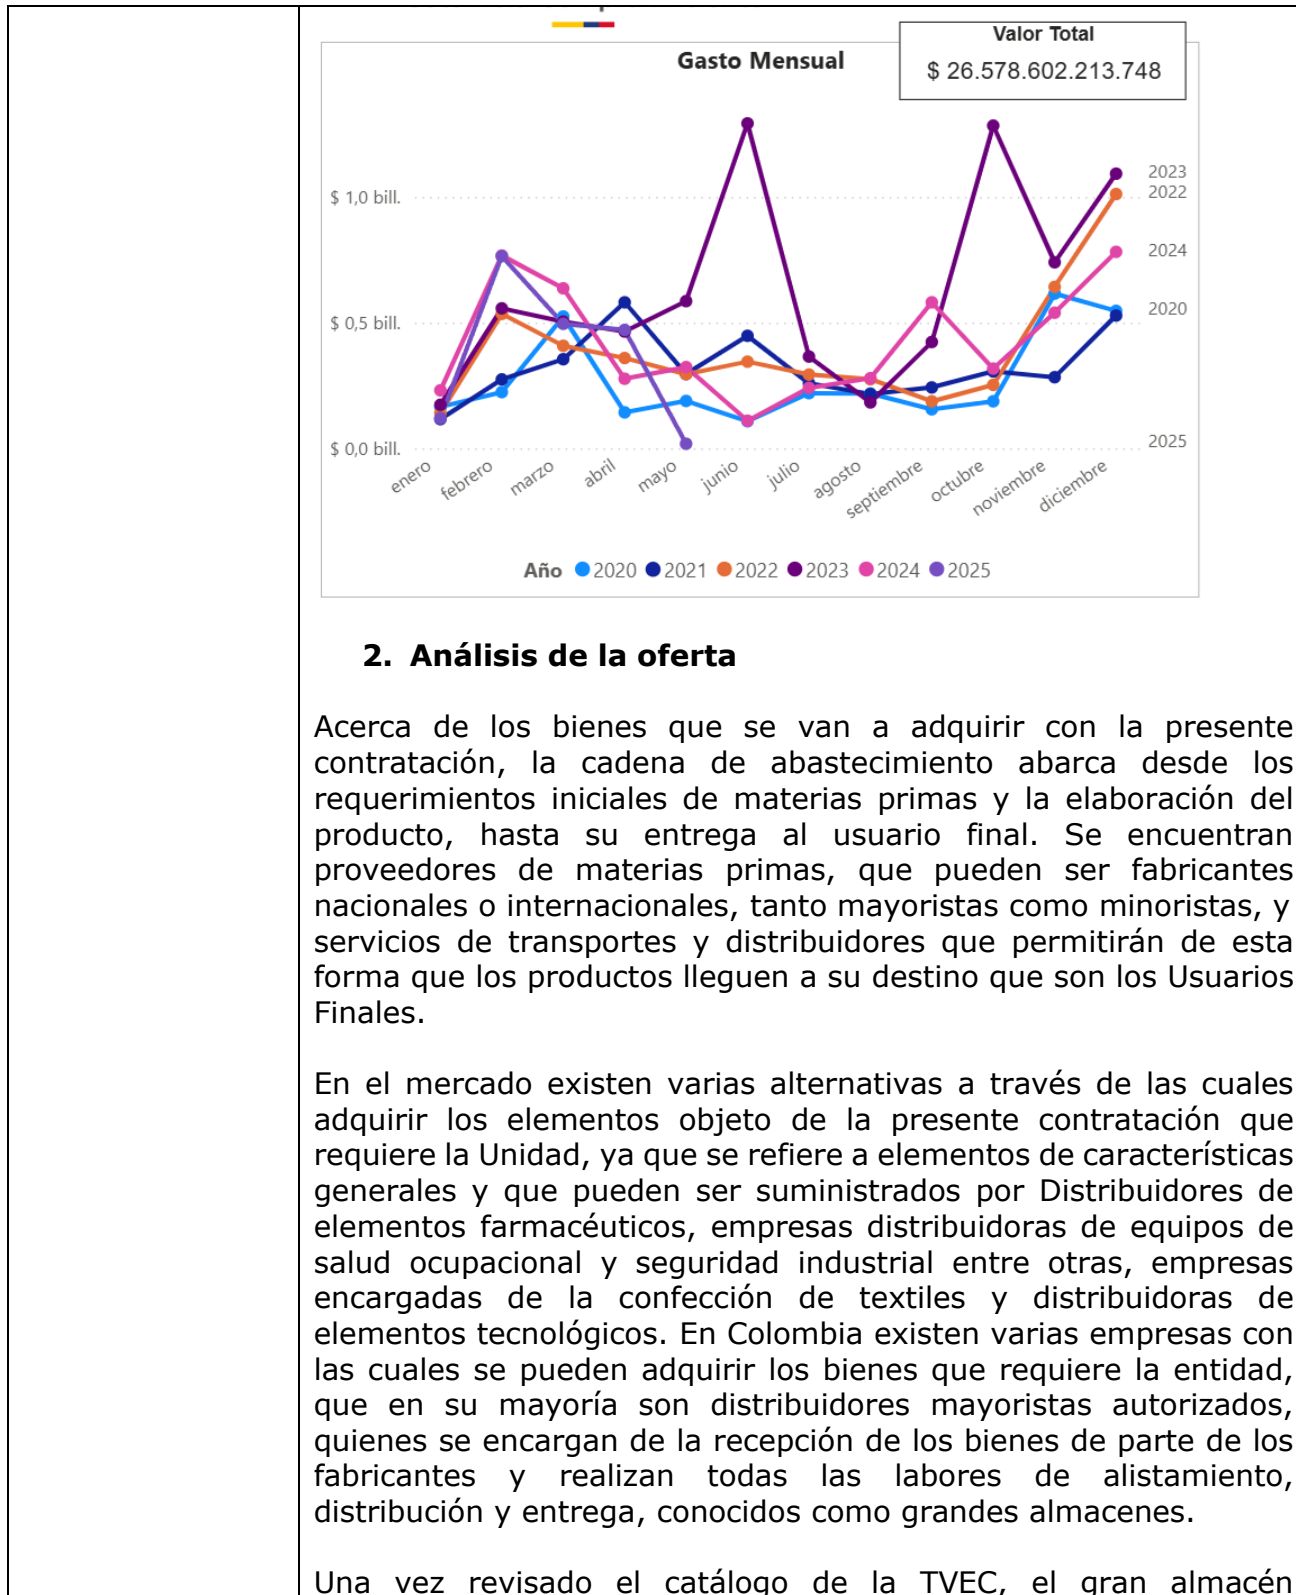 Valor Total
$ 26.578.602.213.748
Gasto Mensual
$ 1,0 bill.
$ 0,5 bill.
$ 0,0 bill.
2023
2022
2024
2020
2025
enero
febrero
marzo
abril
mayo
junio
julio
agosto
septiembre
octubre
noviembre
diciembre
Año 2020 2021 2022 2023 2024 2025
2. Análisis de la oferta
Acerca de los bienes que se van a adquirir con la presente
contratación, la cadena de abastecimiento abarca desde los
requerimientos iniciales de materias primas y la elaboración del
producto, hasta su entrega al usuario final. Se encuentran
proveedores de materias primas, que pueden ser fabricantes
nacionales o internacionales, tanto mayoristas como minoristas, y
servicios de transportes y distribuidores que permitirán de esta
forma que los productos lleguen a su destino que son los Usuarios
Finales.
En el mercado existen varias alternativas a través de las cuales
adquirir los elementos objeto de la presente contratación que
requiere la Unidad, ya que se refiere a elementos de características
generales y que pueden ser suministrados por Distribuidores de
elementos farmacéuticos, empresas distribuidoras de equipos de
salud ocupacional y seguridad industrial entre otras, empresas
encargadas de la confección de textiles y distribuidoras de
elementos tecnológicos. En Colombia existen varias empresas con
las cuales se pueden adquirir los bienes que requiere la entidad,
que en su mayoría son distribuidores mayoristas autorizados,
quienes se encargan de la recepción de los bienes de parte de los
fabricantes y realizan todas las labores de alistamiento,
distribución y entrega, conocidos como grandes almacenes.
Una vez revisado el catálogo de la TVEC, el gran almacén